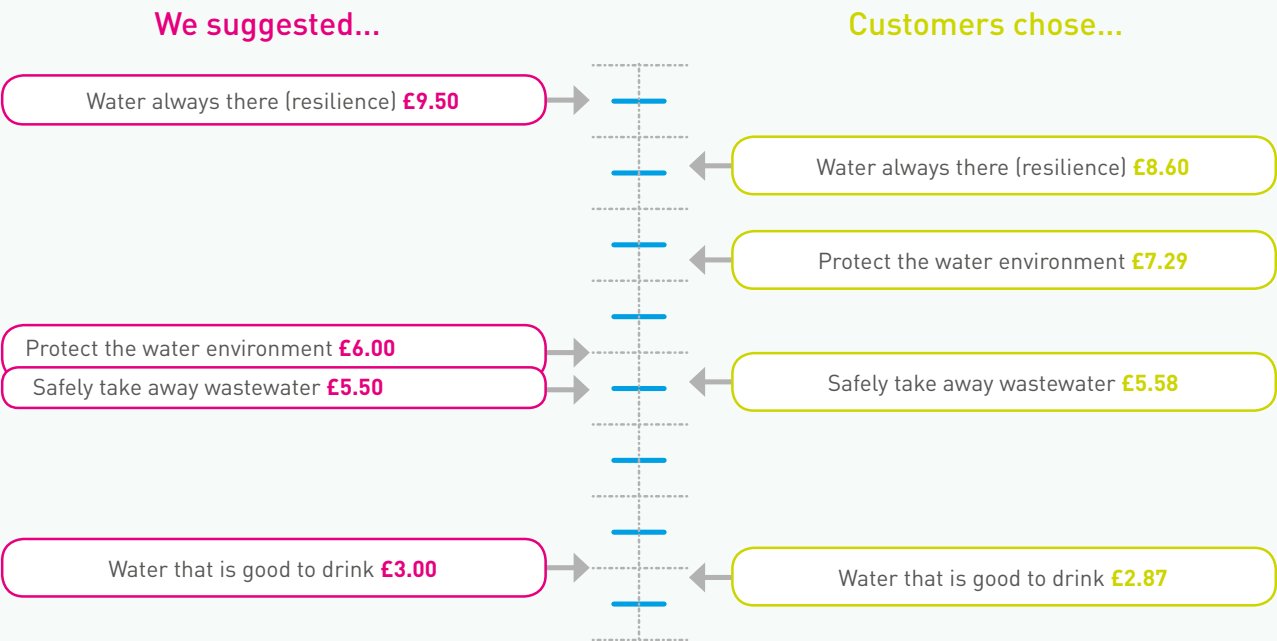 We suggested...
Water always there (resilience) £9.50
Protect the water environment £6.00
Safely take away wastewater £5.50
Water that is good to drink £3.00
Customers chose...
Water always there (resilience) £8.60
Protect the water environment £7.29
Safely take away wastewater £5.58
Water that is good to drink £2.87